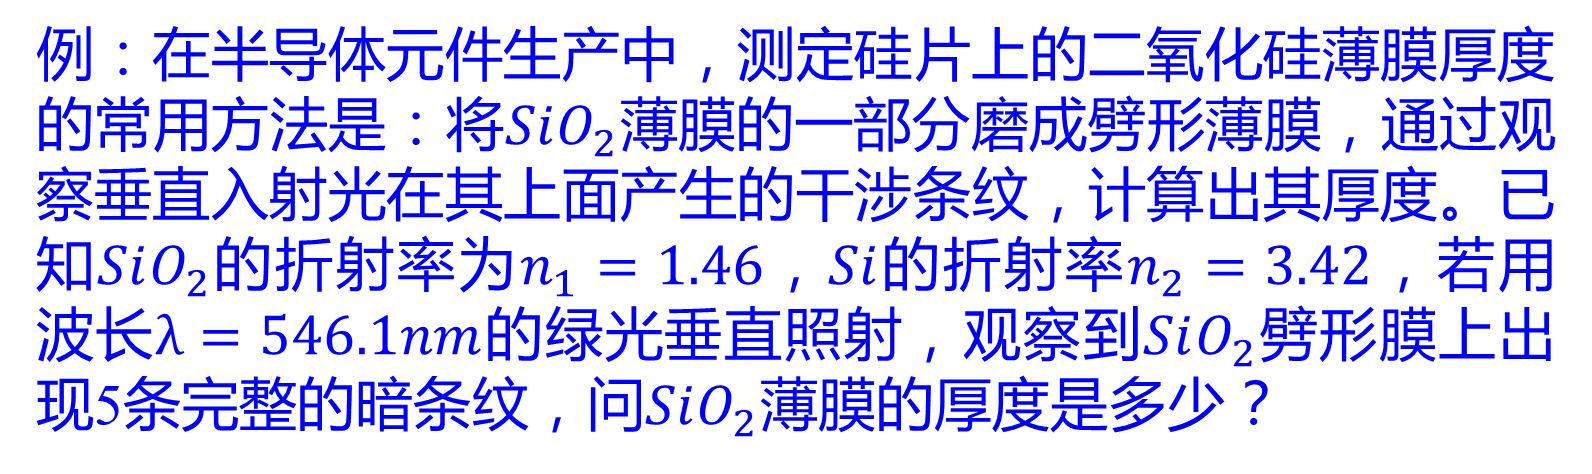 例：在半导体元件生产中，测定硅片上的二氧化硅薄膜厚度
的常用方法是：将SiO₂薄膜的一部分磨成劈形薄膜，通过观
察垂直入射光在其上面产生的干涉条纹，计算出其厚度。已
知SiO₂的折射率为n₁ = 1.46，Si的折射率n₂ = 3.42，若用
波长λ = 546.1nm的绿光垂直照射，观察到SiO₂劈形膜上出
现5条完整的暗条纹，问SiO₂薄膜的厚度是多少？